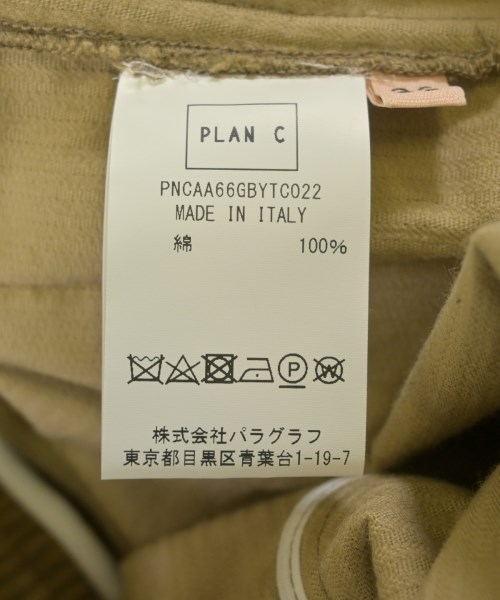 PLAN C
PNCAA66GBYTC022
MADE IN ITALY
綿 100%
P W
株式会社パラグラフ
東京都目黒区青葉台1-19-7